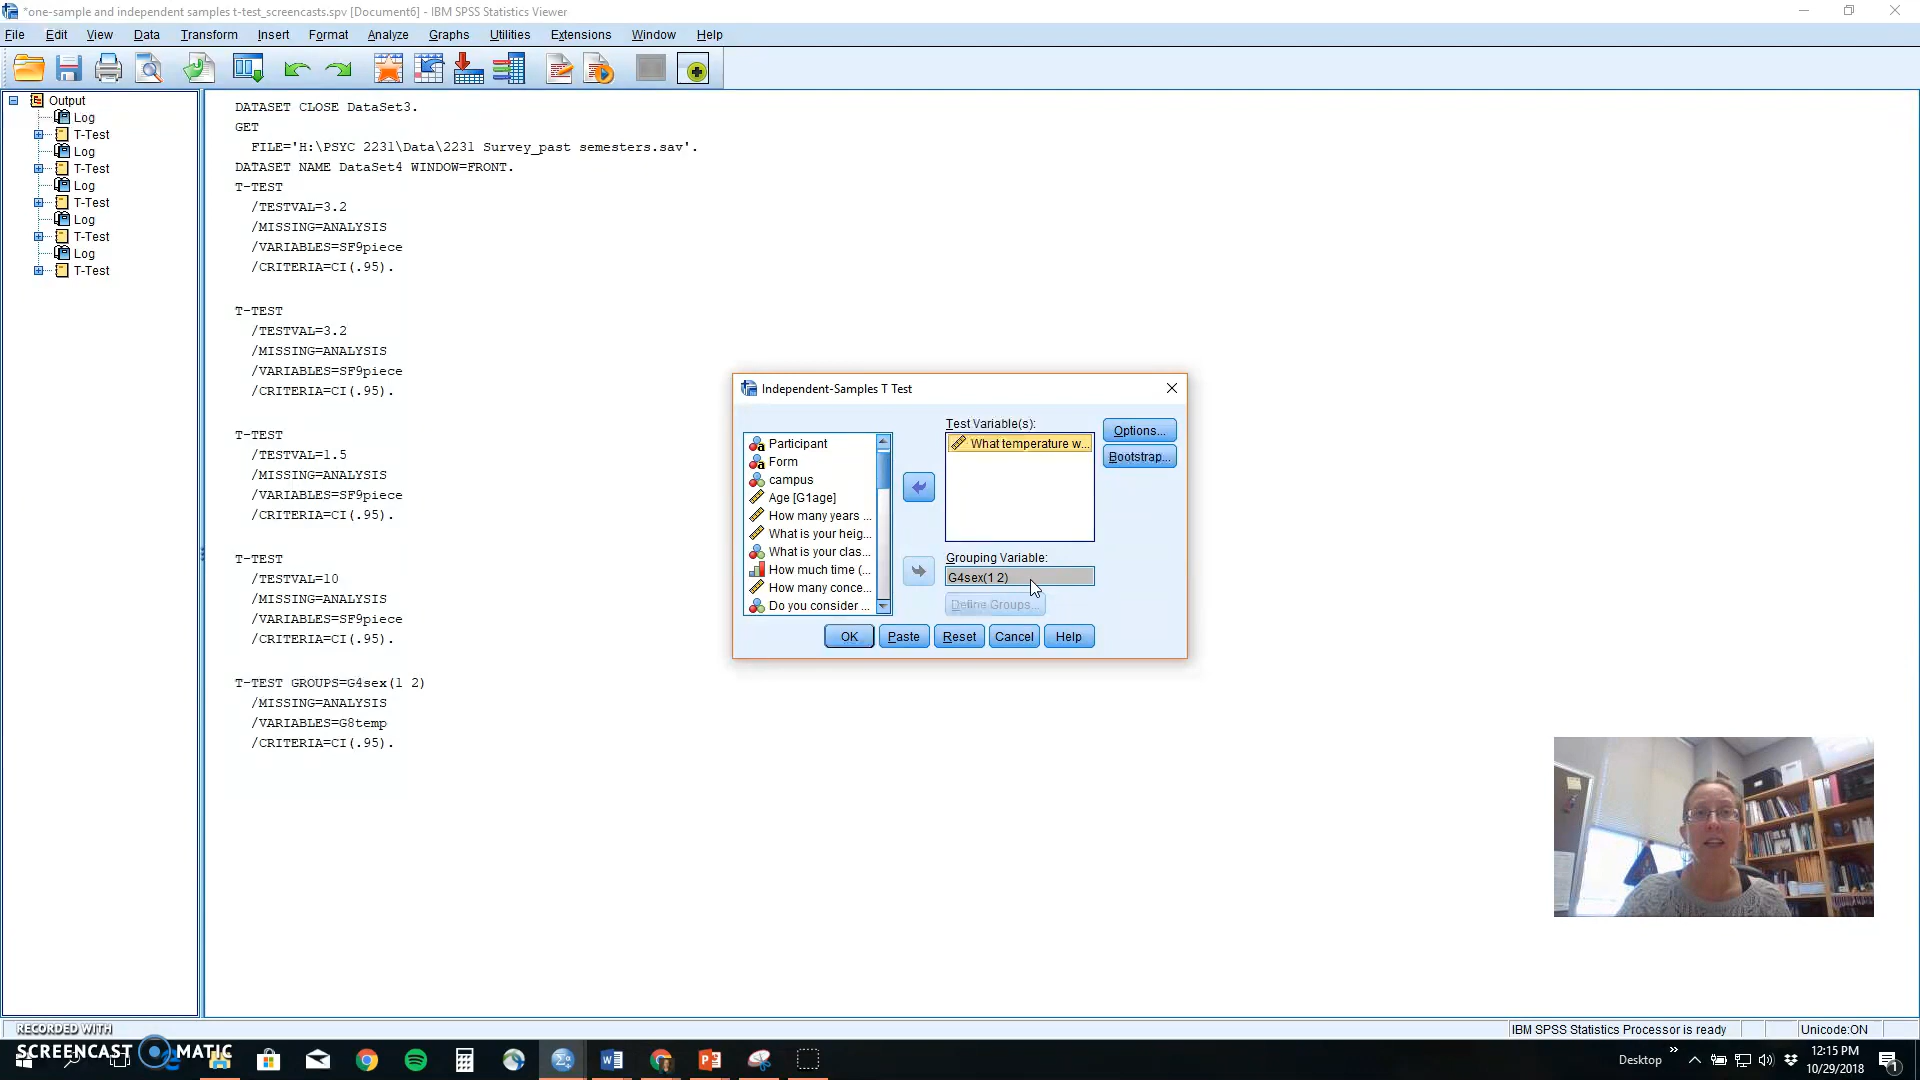 *one-sample and independent samples t-test_screencasts.spv [Document6] - IBM SPSS Statistics Viewer
File Edit View Data Transform Insert Format Analyze Graphs Utilities Extensions Window Help
Output
Log
T-Test
Log
T-Test
Log
T-Test
Log
T-Test
Log
T-Test
DATASET CLOSE DataSet3.
GET
FILE='H:\PSYC 2231\Data\2231 Survey_past semesters.sav'.
DATASET NAME DataSet4 WINDOW=FRONT.
T-TEST
/TESTVAL=3.2
/MISSING=ANALYSIS
/VARIABLES=SF9piece
/CRITERIA=CI(.95).
T-TEST
/TESTVAL=3.2
/MISSING=ANALYSIS
/VARIABLES=SF9piece
/CRITERIA=CI(.95).
T-TEST
/TESTVAL=1.5
/MISSING=ANALYSIS
/VARIABLES=SF9piece
/CRITERIA=CI(.95).
T-TEST
/TESTVAL=10
/MISSING=ANALYSIS
/VARIABLES=SF9piece
/CRITERIA=CI(.95).
T-TEST GROUPS=G4sex(1 2)
/MISSING=ANALYSIS
/VARIABLES=G8temp
/CRITERIA=CI(.95).
Independent-Samples T Test
Participant
Form
campus
Age [G1age]
How many years ...
What is your heig...
What is your clas...
How much time (...
How many conce...
Do you consider ...
Test Variable(s):
What temperature w...
Grouping Variable:
G4sex(1 2)
Define Groups...
Options...
Bootstrap...
OK Paste Reset Cancel Help
IBM SPSS Statistics Processor is ready Unicode:ON
RECORDED WITH
SCREENCAST MATIC
Desktop
12:15 PM
10/29/2018